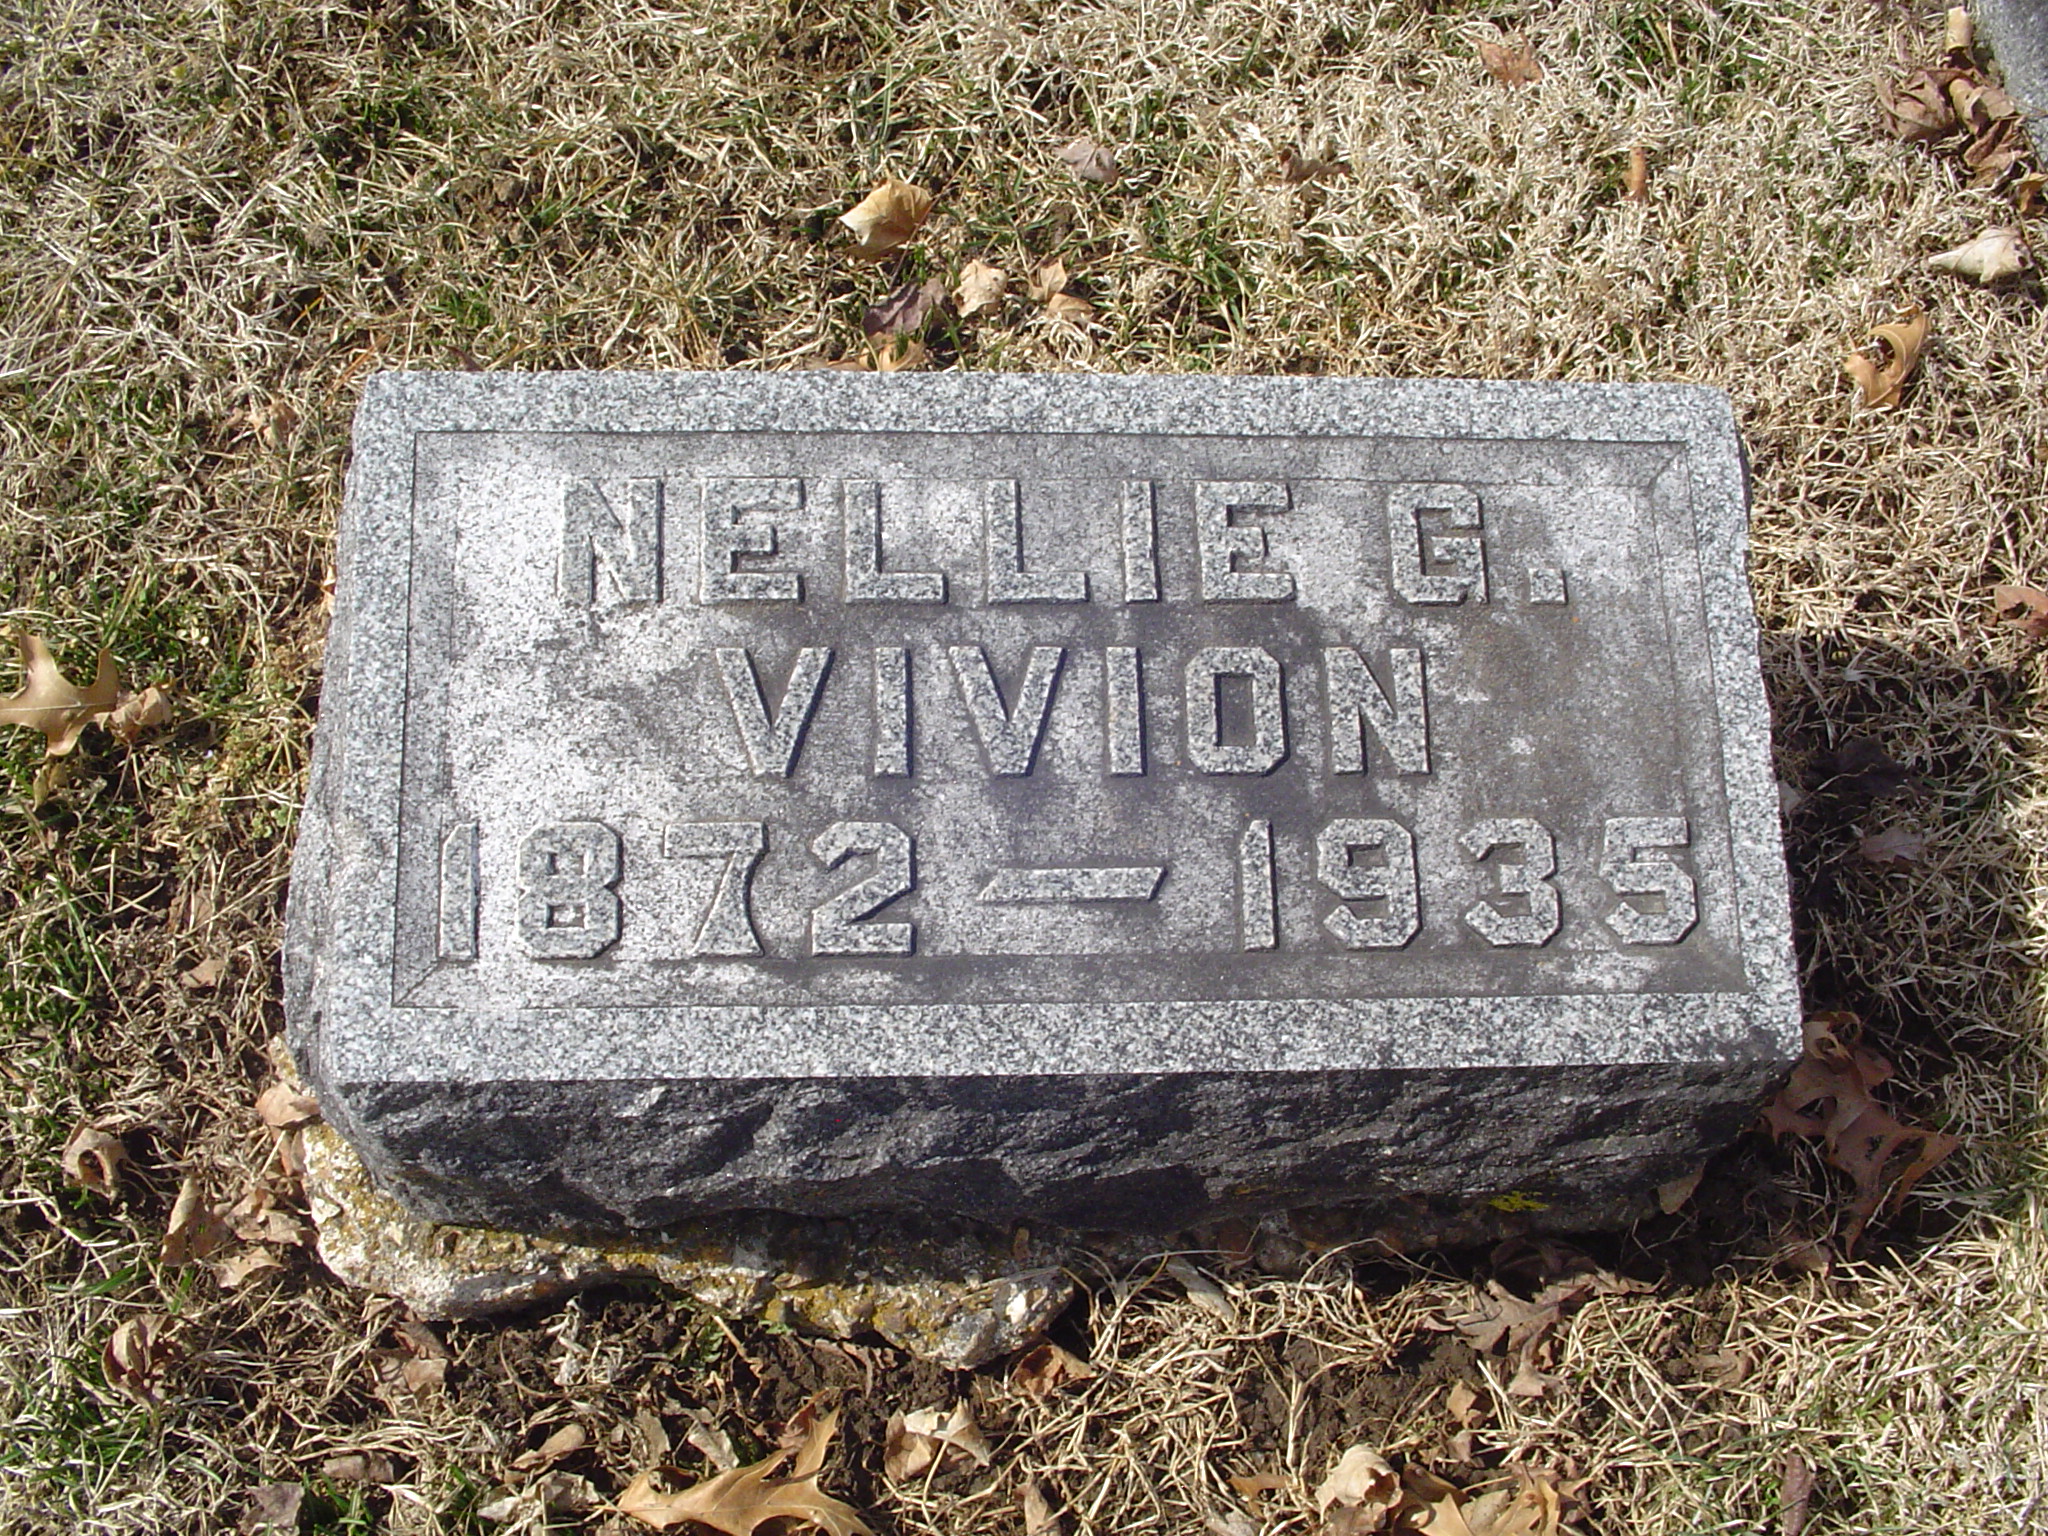 NELLIE G.
VIVION
1872 — 1935